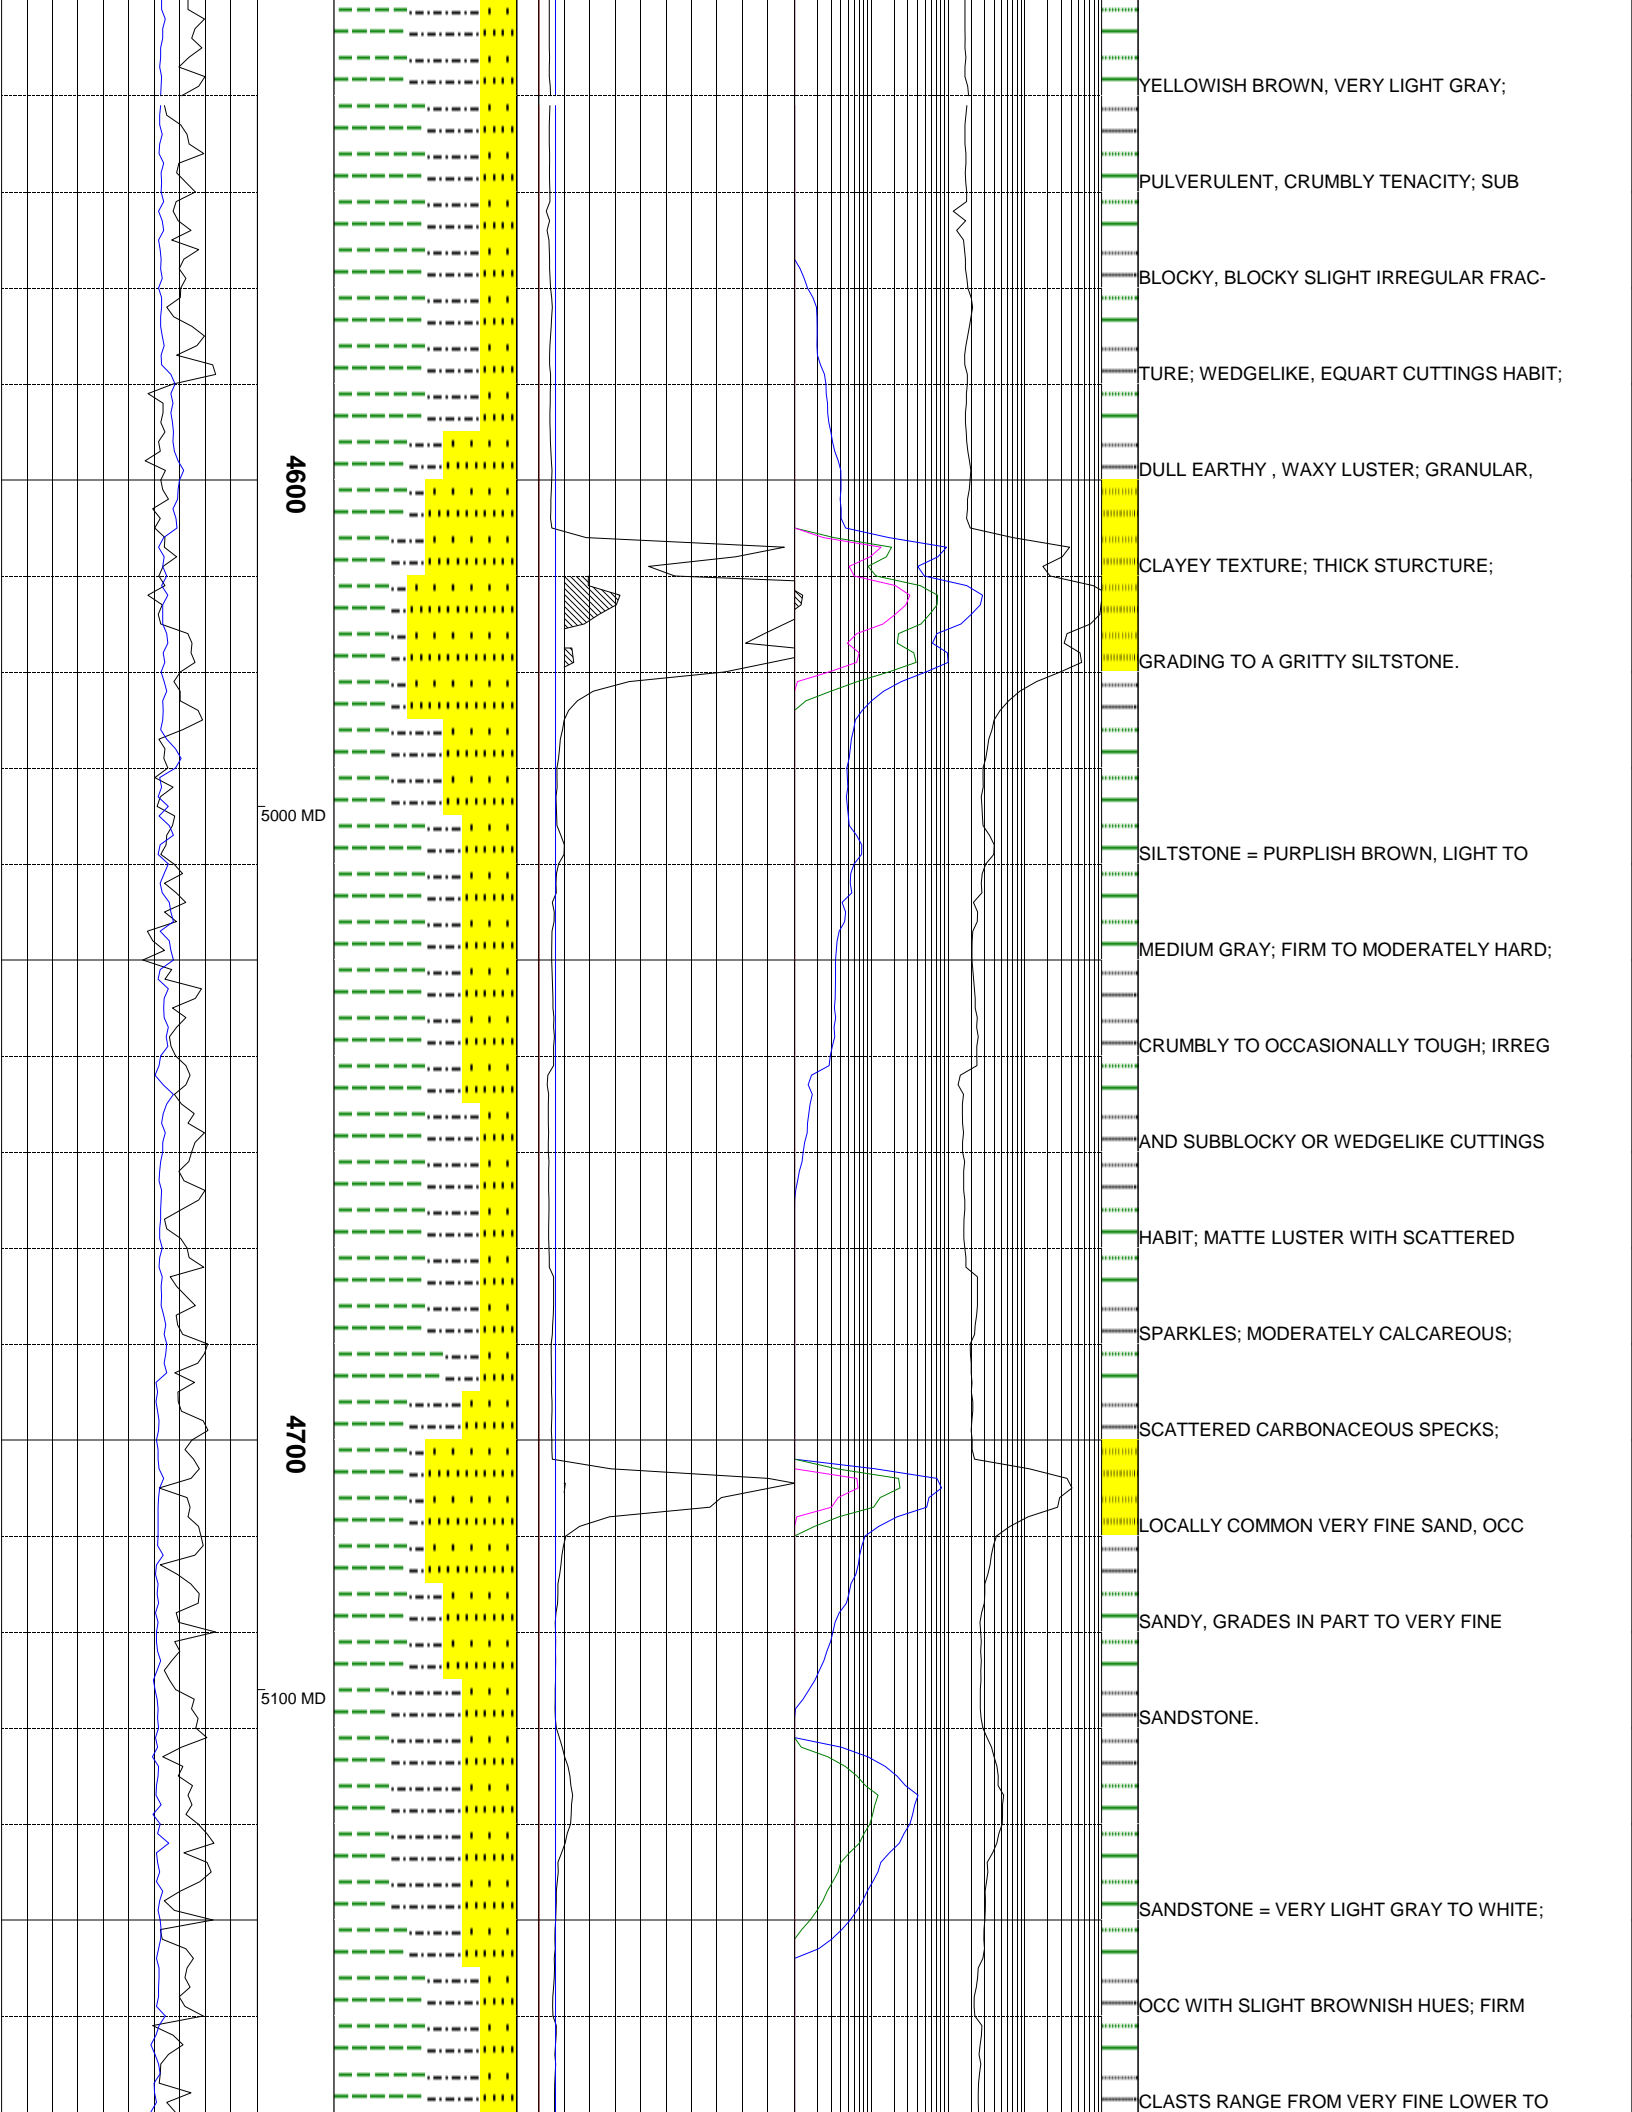 YELLOWISH BROWN, VERY LIGHT GRAY;
PULVERULENT, CRUMBLY TENACITY; SUB
BLOCKY, BLOCKY SLIGHT IRREGULAR FRAC-
TURE; WEDGELIKE, EQUART CUTTINGS HABIT;
DULL EARTHY , WAXY LUSTER; GRANULAR,
4600
CLAYEY TEXTURE; THICK STURCTURE;
GRADING TO A GRITTY SILTSTONE.
5000 MD
SILTSTONE = PURPLISH BROWN, LIGHT TO
MEDIUM GRAY; FIRM TO MODERATELY HARD;
CRUMBLY TO OCCASIONALLY TOUGH; IRREG
AND SUBBLOCKY OR WEDGELIKE CUTTINGS
HABIT; MATTE LUSTER WITH SCATTERED
SPARKLES; MODERATELY CALCAREOUS;
SCATTERED CARBONACEOUS SPECKS;
4700
LOCALLY COMMON VERY FINE SAND, OCC
SANDY, GRADES IN PART TO VERY FINE
5100 MD
SANDSTONE.
SANDSTONE = VERY LIGHT GRAY TO WHITE;
OCC WITH SLIGHT BROWNISH HUES; FIRM
CLASTS RANGE FROM VERY FINE LOWER TO